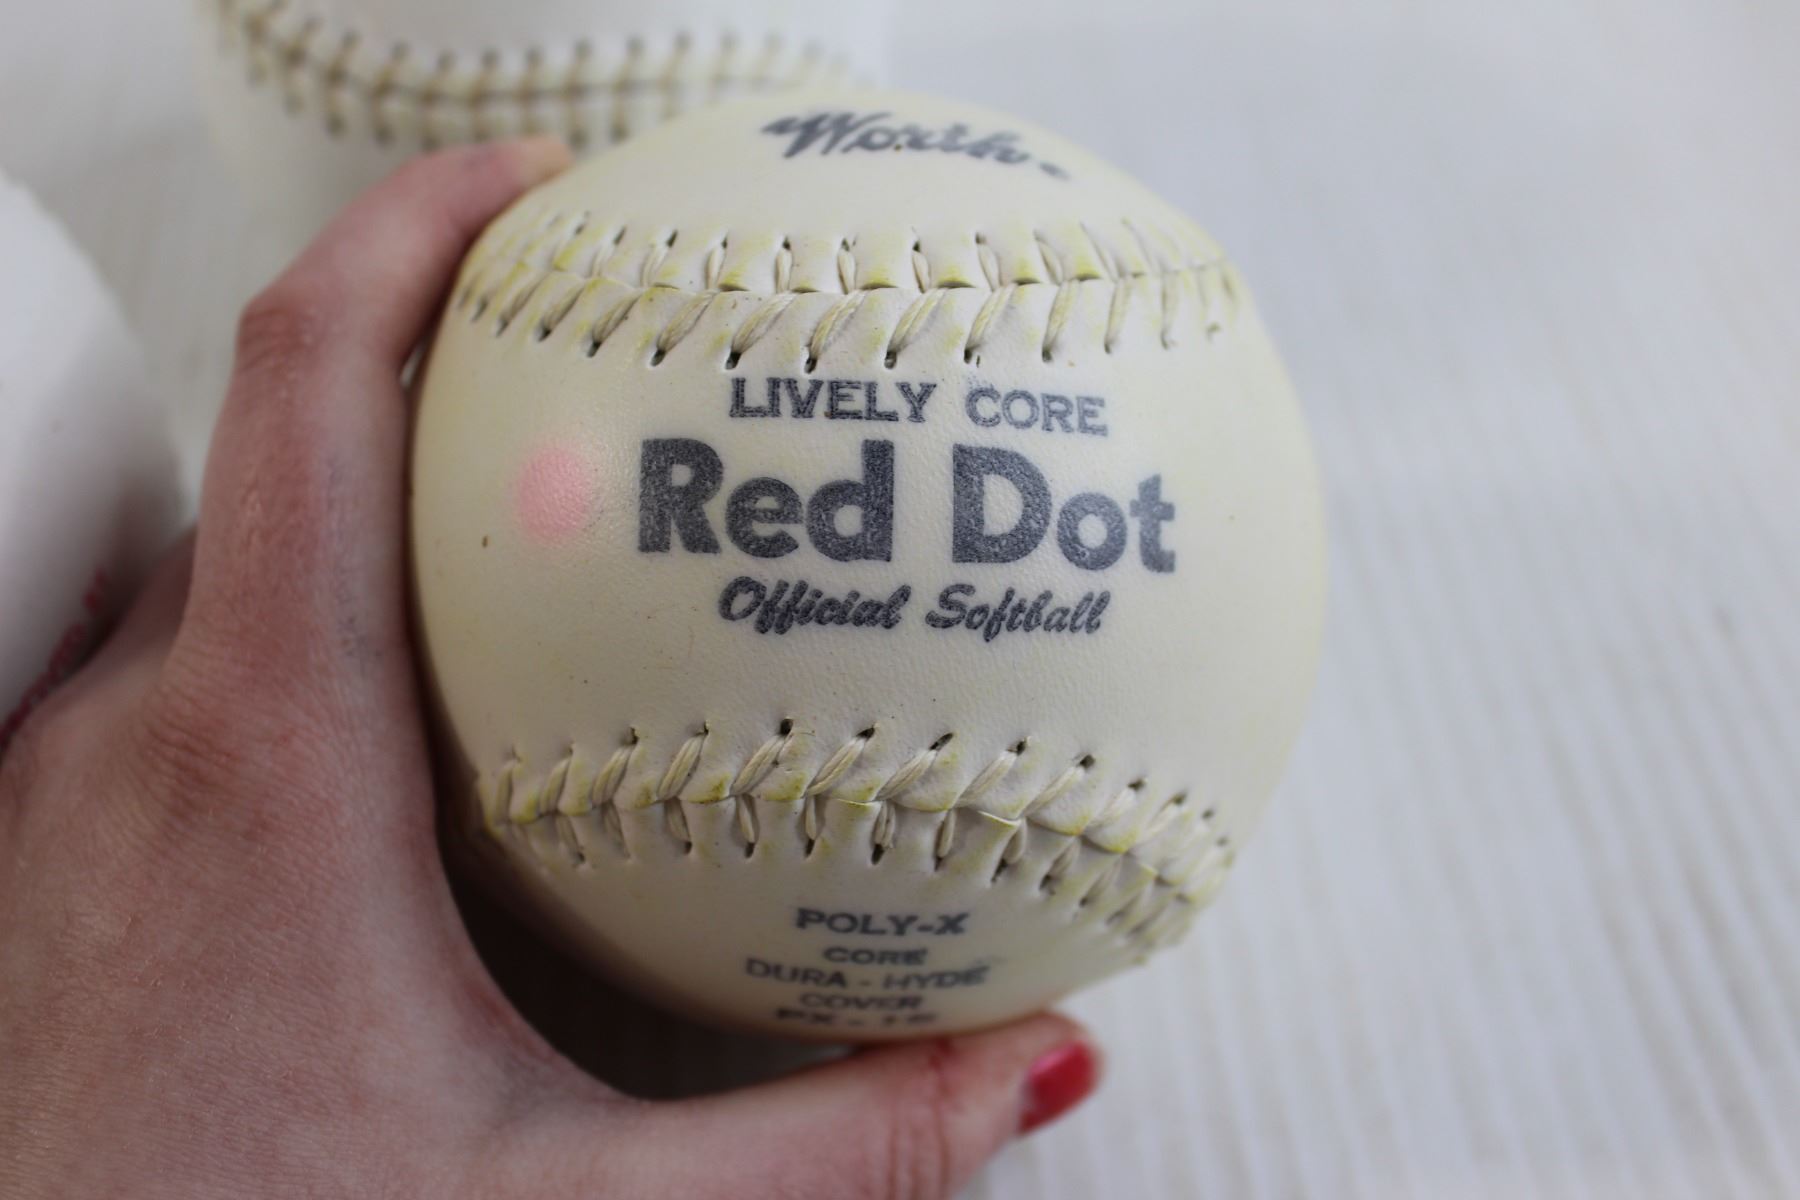 Worth
LIVELY CORE
Red Dot
Official Softball
POLY-X
CORE
DURA-HYDE
COVER